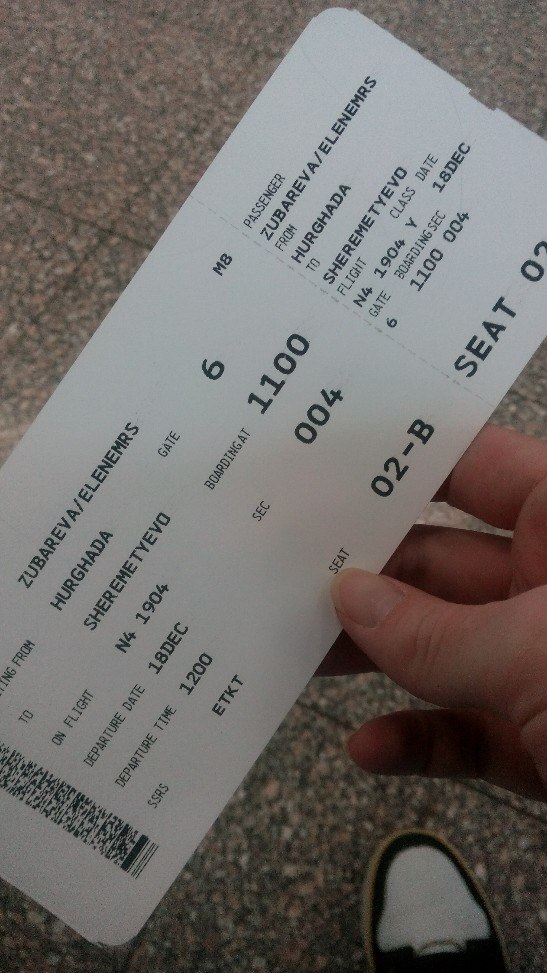 ZUBAREVA/ELENEMRS
HURGHADA
TO SHEREMETYEVO
ON FLIGHT N4 1904
DEPARTURE DATE 18DEC
DEPARTURE TIME 1200
SSRS ETKT
GATE 6
BOARDING AT 1100
SEC 004
SEAT 02-B
MB
PASSENGER
ZUBAREVA/ELENEMRS
FROM
HURGHADA
TO
SHEREMETYEVO
FLIGHT CLASS DATE
N4 1904 Y 18DEC
GATE BOARDING SEC
6 1100 004
SEAT